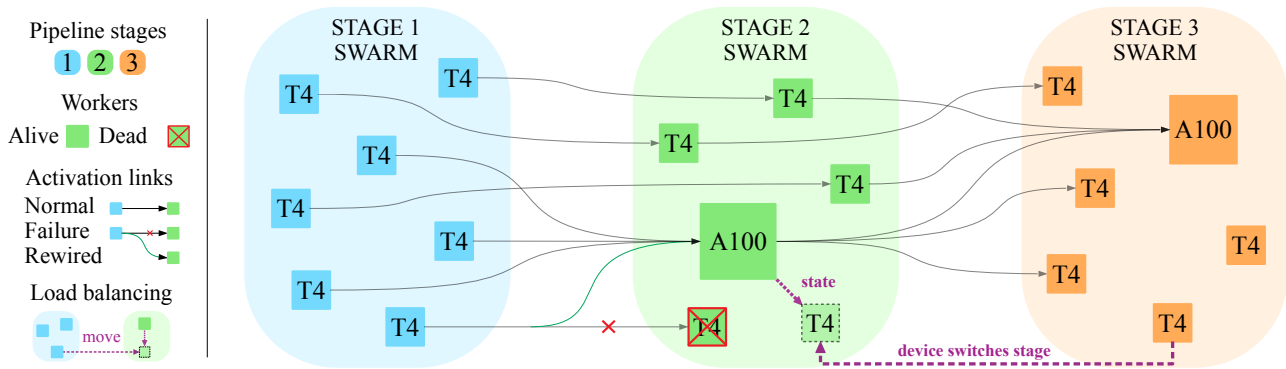 Pipeline stages
1 2 3
Workers
Alive Dead
Activation links
Normal
Failure
Rewired
Load balancing
move
STAGE 1
SWARM
T4
T4
T4
T4
T4
T4
T4
STAGE 2
SWARM
T4
T4
T4
A100
state
T4
T4
STAGE 3
SWARM
T4
A100
T4
T4
T4
T4
device switches stage